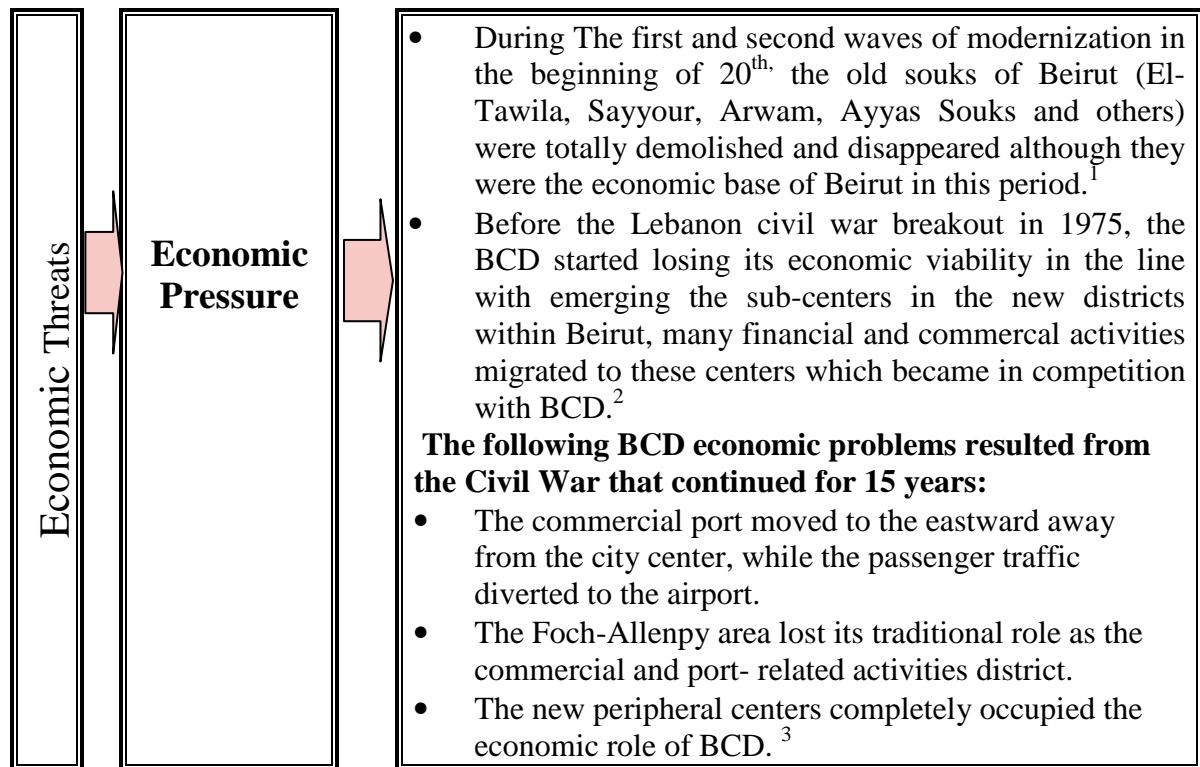 Economic Threats
Economic
Pressure
• During The first and second waves of modernization in
the beginning of 20th, the old souks of Beirut (El-
Tawila, Sayyour, Arwam, Ayyas Souks and others)
were totally demolished and disappeared although they
were the economic base of Beirut in this period.1
• Before the Lebanon civil war breakout in 1975, the
BCD started losing its economic viability in the line
with emerging the sub-centers in the new districts
within Beirut, many financial and commercal activities
migrated to these centers which became in competition
with BCD.2
The following BCD economic problems resulted from
the Civil War that continued for 15 years:
• The commercial port moved to the eastward away
from the city center, while the passenger traffic
diverted to the airport.
• The Foch-Allenpy area lost its traditional role as the
commercial and port- related activities district.
• The new peripheral centers completely occupied the
economic role of BCD. 3